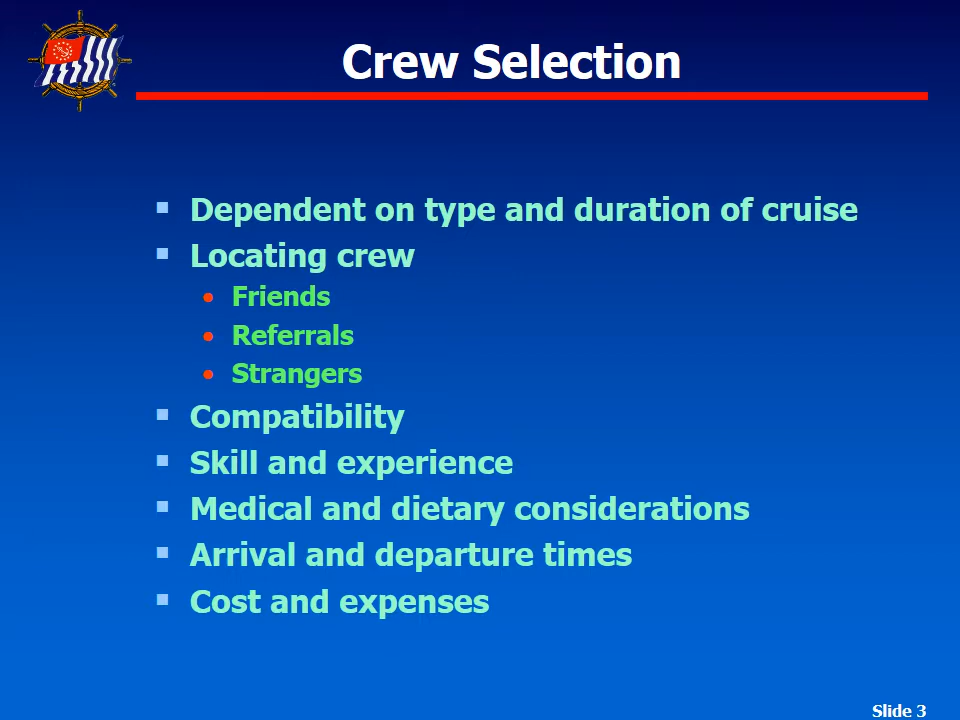 Crew Selection
Dependent on type and duration of cruise
Locating crew
Friends
Referrals
Strangers
Compatibility
Skill and experience
Medical and dietary considerations
Arrival and departure times
Cost and expenses
Slide 3